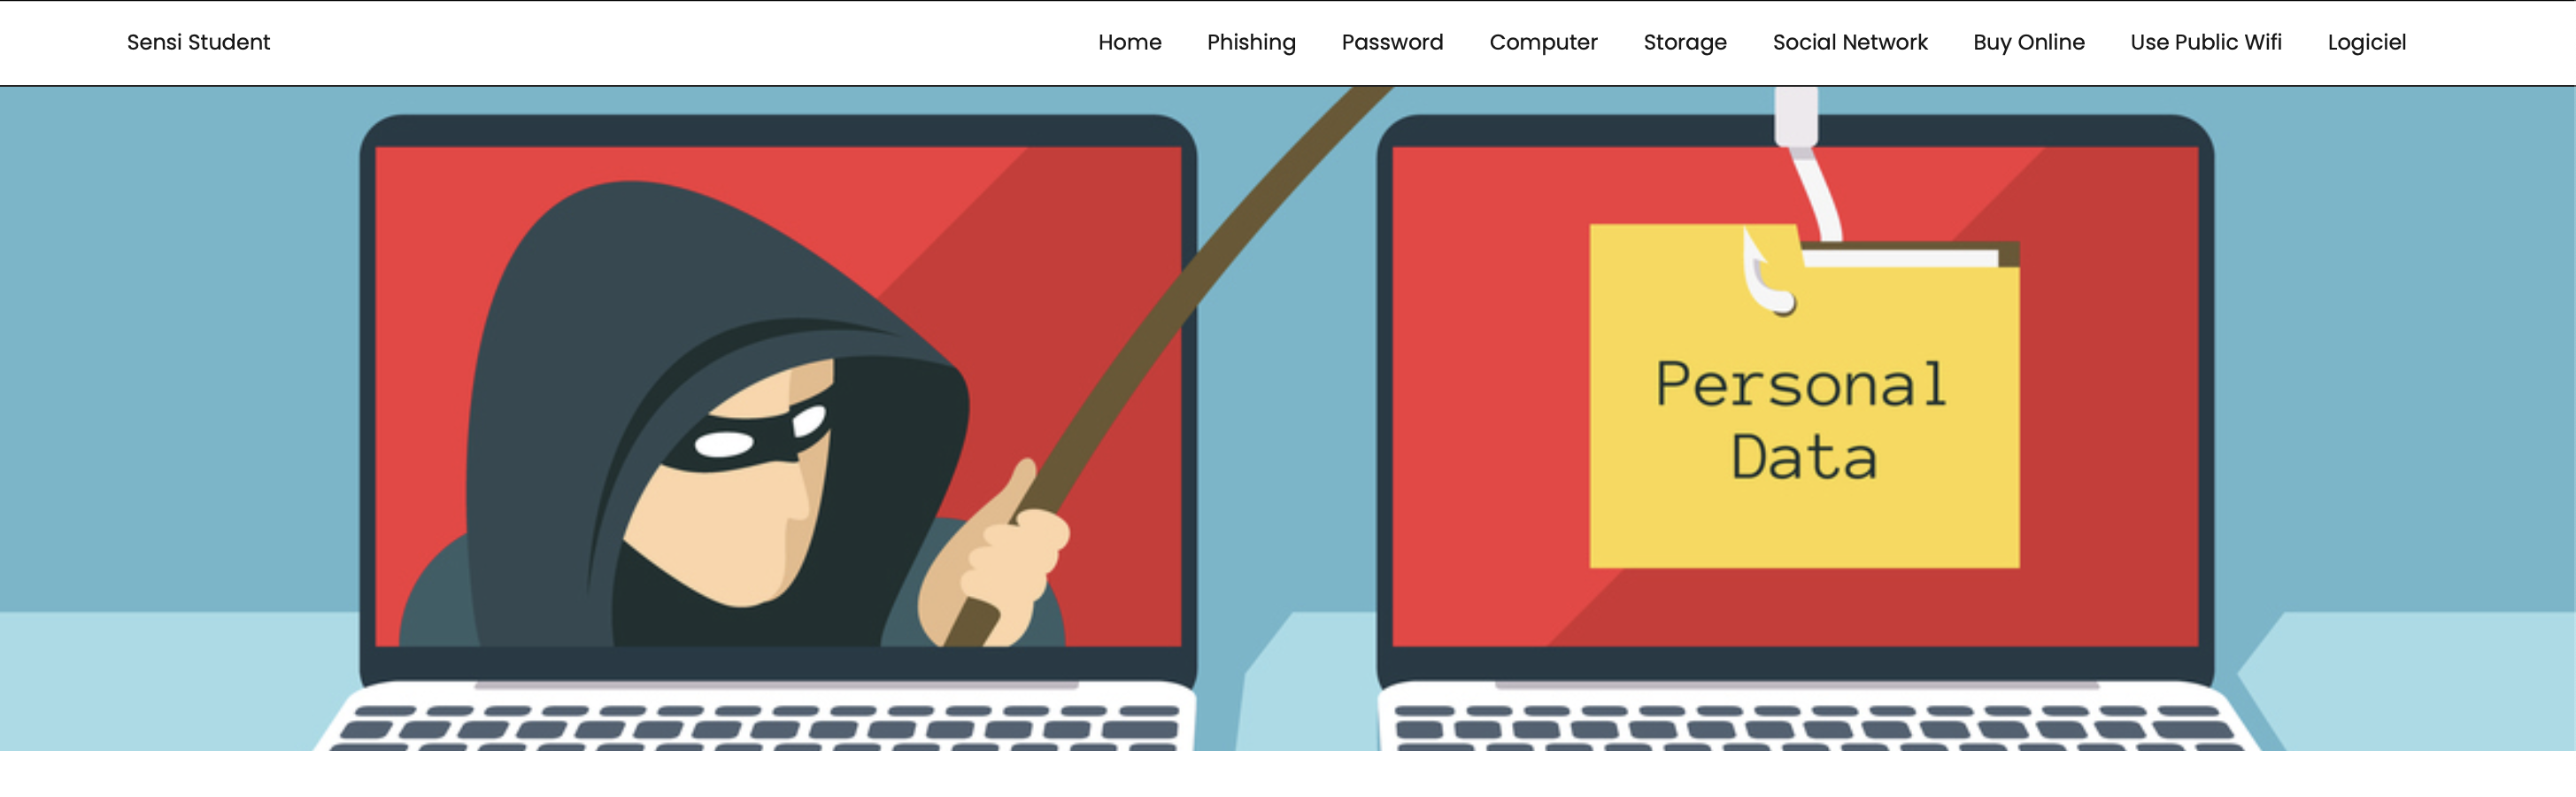 Sensi Student
Home Phishing Password Computer Storage Social Network Buy Online Use Public Wifi Logiciel
Personal
Data